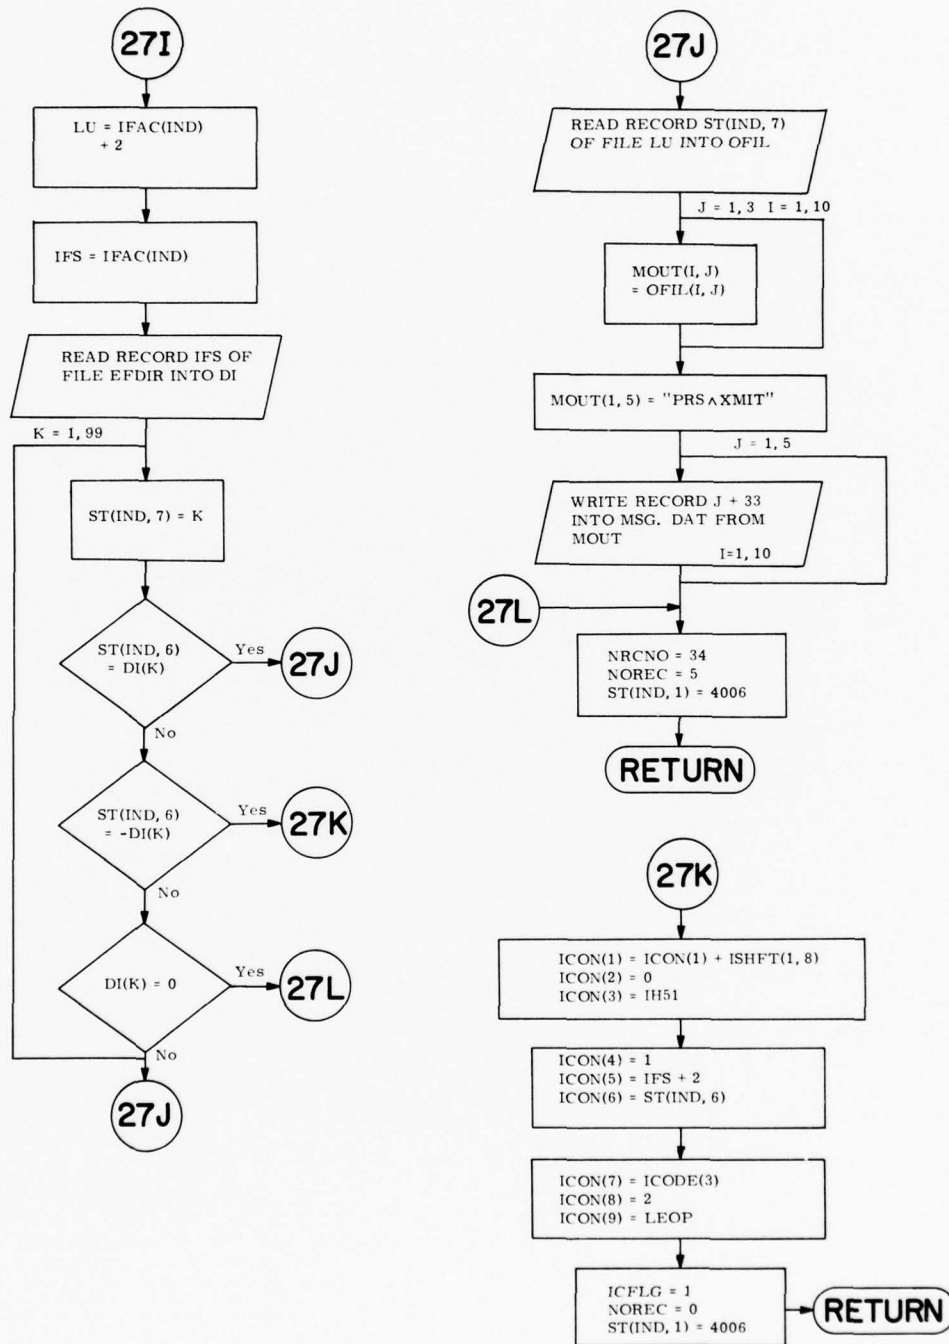 27I
LU = IFAC(IND)
+ 2
IFS = IFAC(IND)
READ RECORD IFS OF
FILE EFDIR INTO DI
K = 1, 99
ST(IND, 7) = K
ST(IND, 6)
= DI(K)
Yes
27J
No
ST(IND, 6)
= -DI(K)
Yes
27K
No
DI(K) = 0
Yes
27L
No
27J
27J
READ RECORD ST(IND, 7)
OF FILE LU INTO OFIL
J = 1, 3 I = 1, 10
MOUT(I, J)
= OFIL(I, J)
MOUT(1, 5) = "PRS∧XMIT"
J = 1, 5
WRITE RECORD J + 33
INTO MSG. DAT FROM
MOUT
I=1, 10
27L
NRCNO = 34
NOREC = 5
ST(IND, 1) = 4006
RETURN
27K
ICON(1) = ICON(1) + ISHFT(1, 8)
ICON(2) = 0
ICON(3) = IH51
ICON(4) = 1
ICON(5) = IFS + 2
ICON(6) = ST(IND, 6)
ICON(7) = ICODE(3)
ICON(8) = 2
ICON(9) = LEOP
ICFLG = 1
NOREC = 0
ST(IND, 1) = 4006
RETURN